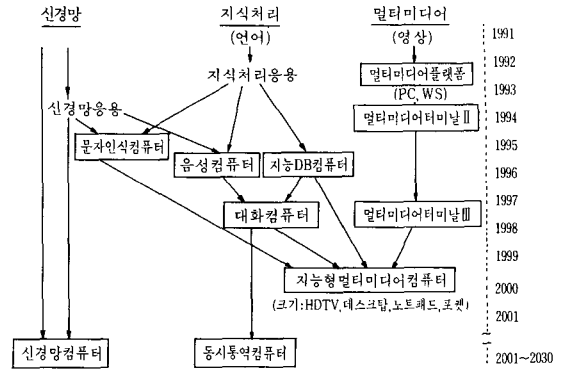 신경망
지식처리
(언어)
멀티미디어
(영상)
1991
1992
지식처리응용
멀티미디어플랫폼
(PC, WS)
1993
신경망응용
멀티미디어터미날Ⅱ
1994
문자인식컴퓨터
1995
음성컴퓨터
지능DB컴퓨터
1996
대화컴퓨터
멀티미디어터미날Ⅲ
1997
1998
1999
지능형멀티미디어컴퓨터
2000
(크기:HDTV,데스크탑,노트패드,포켓)
2001
신경망컴퓨터
동시통역컴퓨터
2001~2030